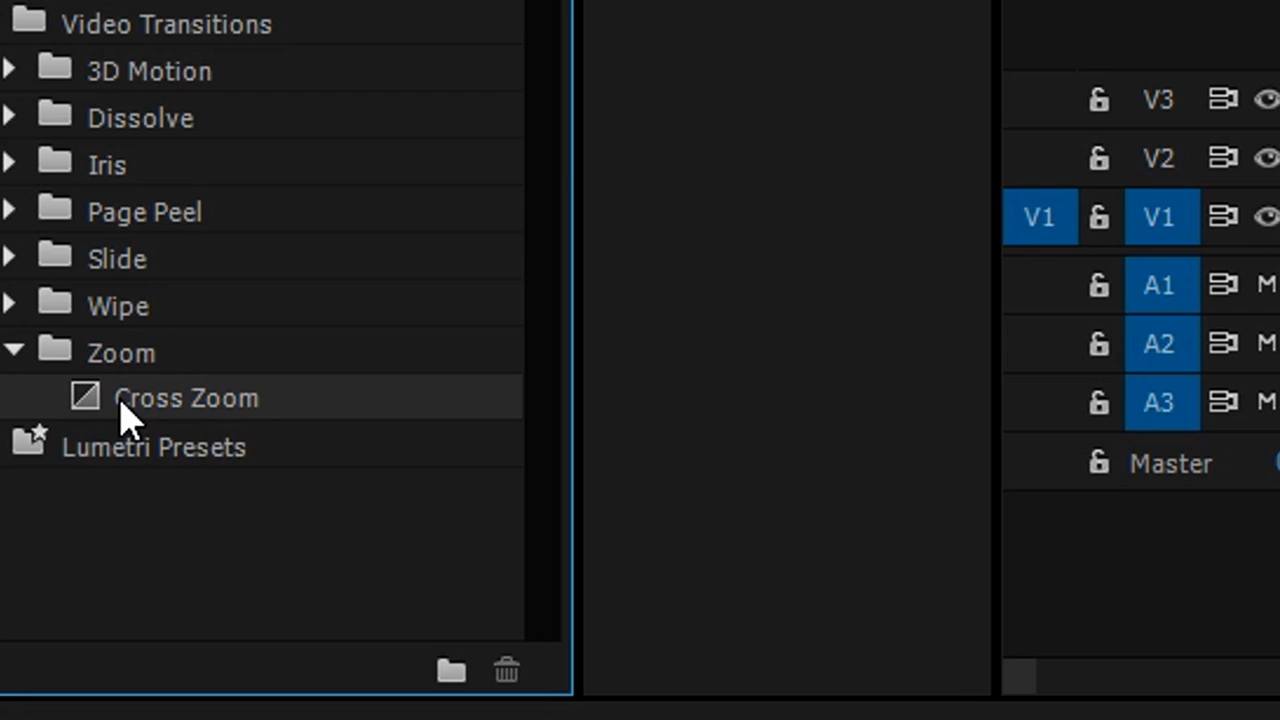 Video Transitions
3D Motion
Dissolve
Iris
Page Peel
Slide
Wipe
Zoom
Cross Zoom
Lumetri Presets
V3
V2
V1 V1
A1 M
A2 M
A3 M
Master